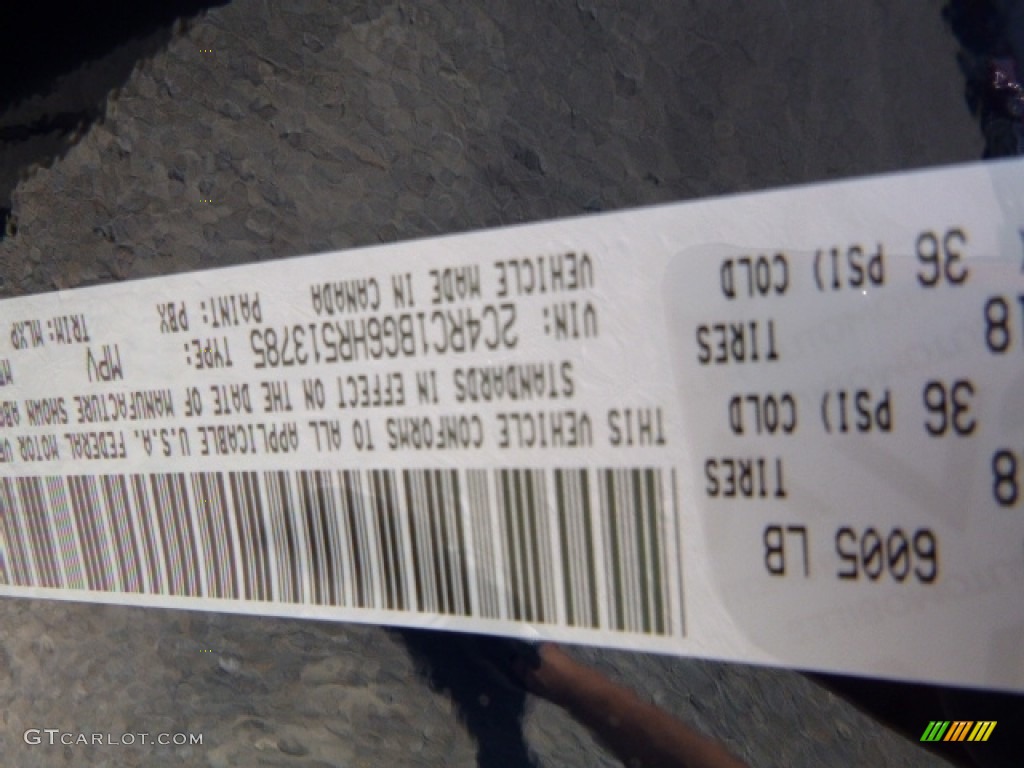 6005 LB
8 TIRES
36 PSI) COLD
18 TIRES
36 PSI) COLD
THIS VEHICLE CONFORMS TO ALL APPLICABLE U.S.A. FEDERAL MOTOR
STANDARDS IN EFFECT ON THE DATE OF MANUFACTURE SHOWN
VIN: 2C4RC1BG6HR513785 TYPE: MPV
VEHICLE MADE IN CANADA PAINT: PBX TRIM: MLXP
GTCARLOT.COM